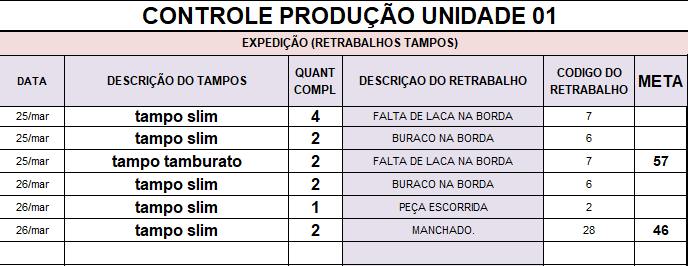 CONTROLE PRODUÇÃO UNIDADE 01
EXPEDIÇÃO (RETRABALHOS TAMPOS)
DATA DESCRIÇÃO DO TAMPOS QUANT COMPL DESCRIÇAO DO RETRABALHO CODIGO DO RETRABALHO META
25/mar tampo slim 4 FALTA DE LACA NA BORDA 7
25/mar tampo slim 2 BURACO NA BORDA 6
25/mar tampo tamburato 2 FALTA DE LACA NA BORDA 7 57
26/mar tampo slim 2 BURACO NA BORDA 6
26/mar tampo slim 1 PEÇA ESCORRIDA 2
26/mar tampo slim 2 MANCHADO. 28 46